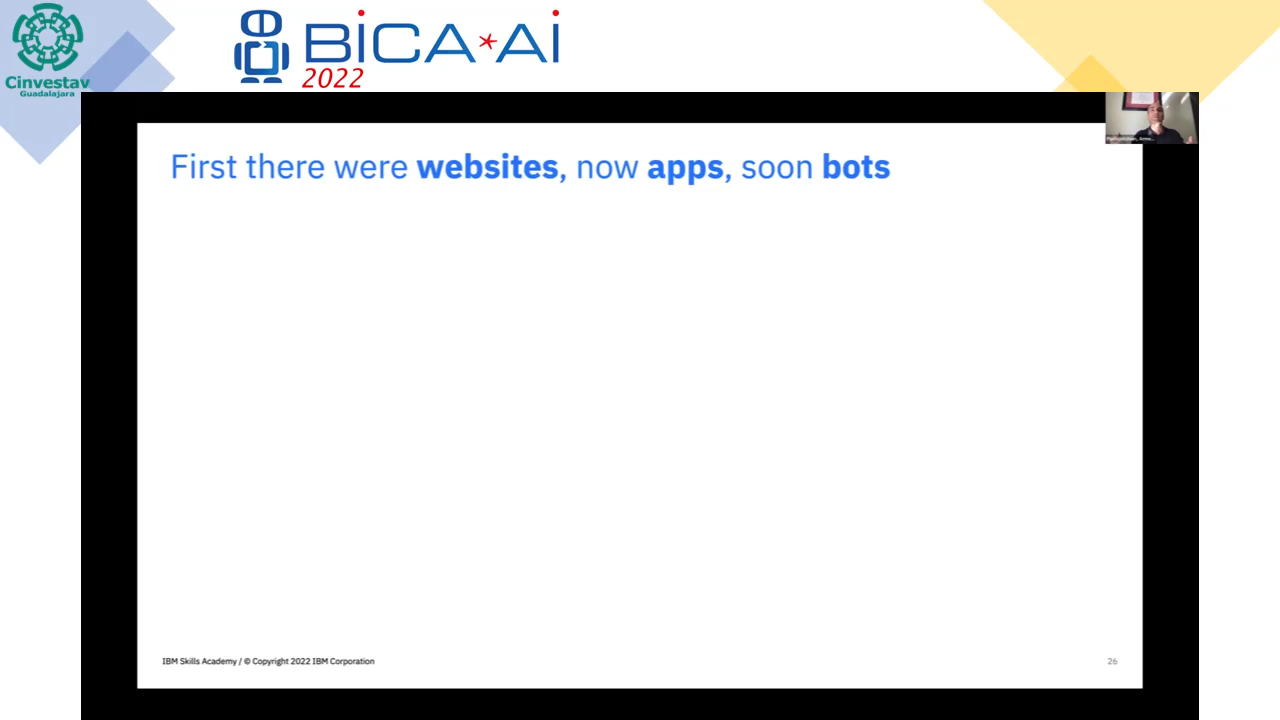 Cinvestav
Guadalajara
BiCA*Ai
2022
First there were websites, now apps, soon bots
IBM Skills Academy / © Copyright 2022 IBM Corporation
26